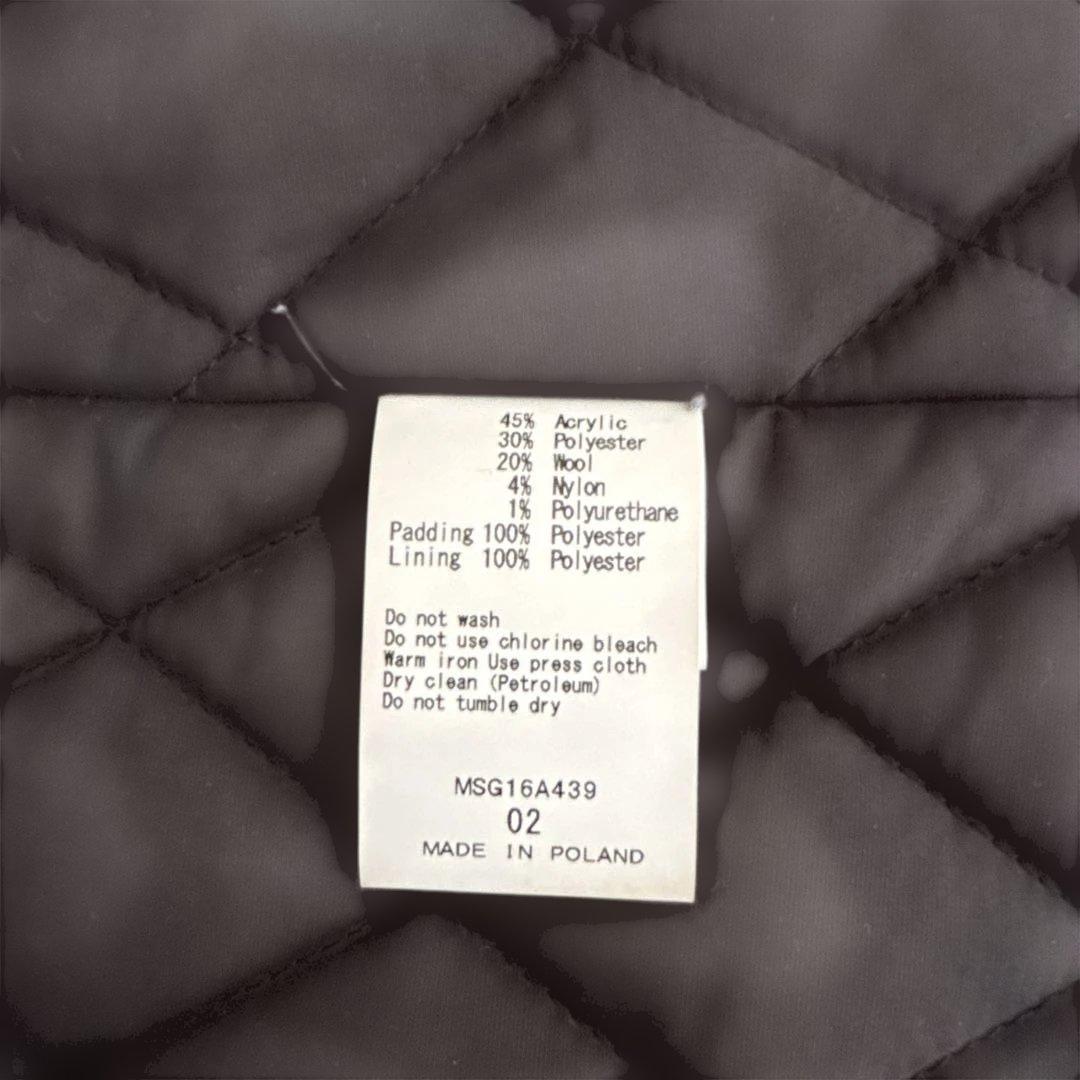 45% Acrylic
30% Polyester
20% Wool
4% Nylon
1% Polyurethane
Padding 100% Polyester
Lining 100% Polyester
Do not wash
Do not use chlorine bleach
Warm iron Use press cloth
Dry clean (Petroleum)
Do not tumble dry
MSG16A439
02
MADE IN POLAND